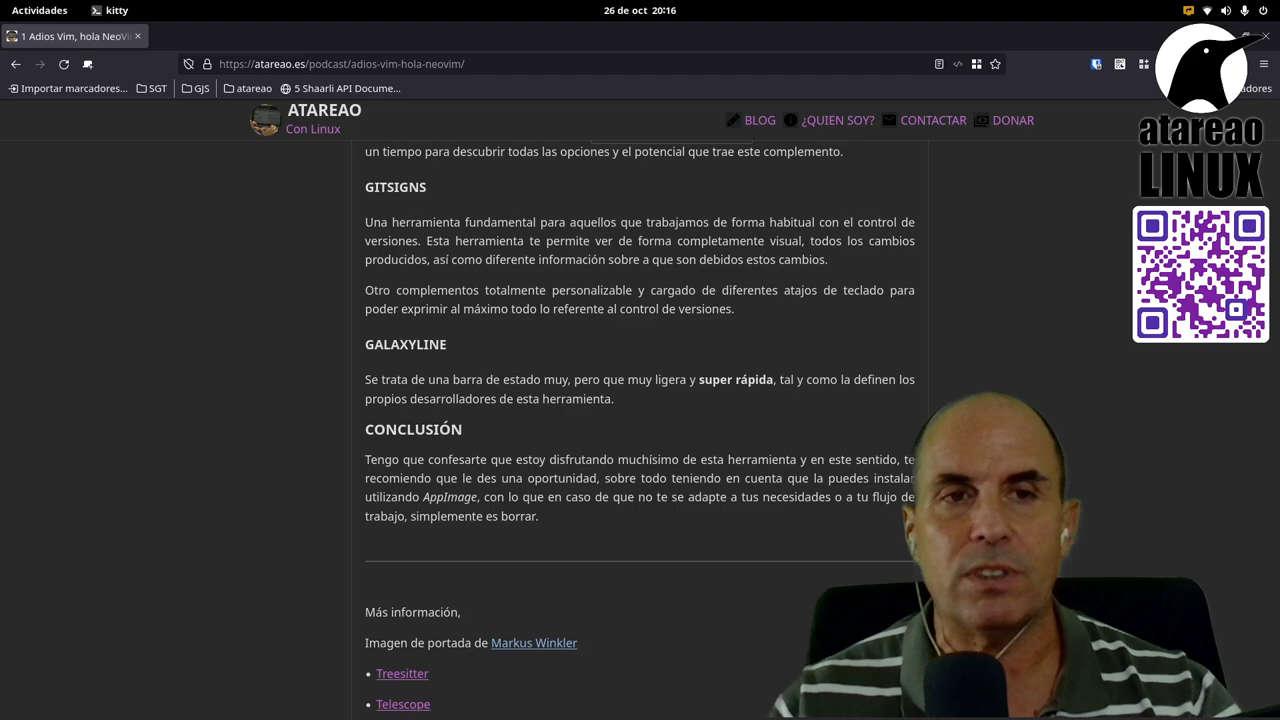 Actividades
kitty
26 de oct 20:16
1 Adios Vim, hola NeoVi
https://atareao.es/podcast/adios-vim-hola-neovim/
Importar marcadores...
SGT
GJS
atareao
5 Shaarli API Docume...
adores
ATAREAO
Con Linux
BLOG
¿QUIEN SOY?
CONTACTAR
DONAR
atareao
LINUX
un tiempo para descubrir todas las opciones y el potencial que trae este complemento.
GITSIGNS
Una herramienta fundamental para aquellos que trabajamos de forma habitual con el control de
versiones. Esta herramienta te permite ver de forma completamente visual, todos los cambios
producidos, así como diferente información sobre a que son debidos estos cambios.
Otro complementos totalmente personalizable y cargado de diferentes atajos de teclado para
poder exprimir al máximo todo lo referente al control de versiones.
GALAXYLINE
Se trata de una barra de estado muy, pero que muy ligera y super rápida, tal y como la definen los
propios desarrolladores de esta herramienta.
CONCLUSIÓN
Tengo que confesarte que estoy disfrutando muchísimo de esta herramienta y en este sentido, te
recomiendo que le des una oportunidad, sobre todo teniendo en cuenta que la puedes instalar
utilizando AppImage, con lo que en caso de que no te se adapte a tus necesidades o a tu flujo de
trabajo, simplemente es borrar.
Más información,
Imagen de portada de Markus Winkler
• Treesitter
• Telescope